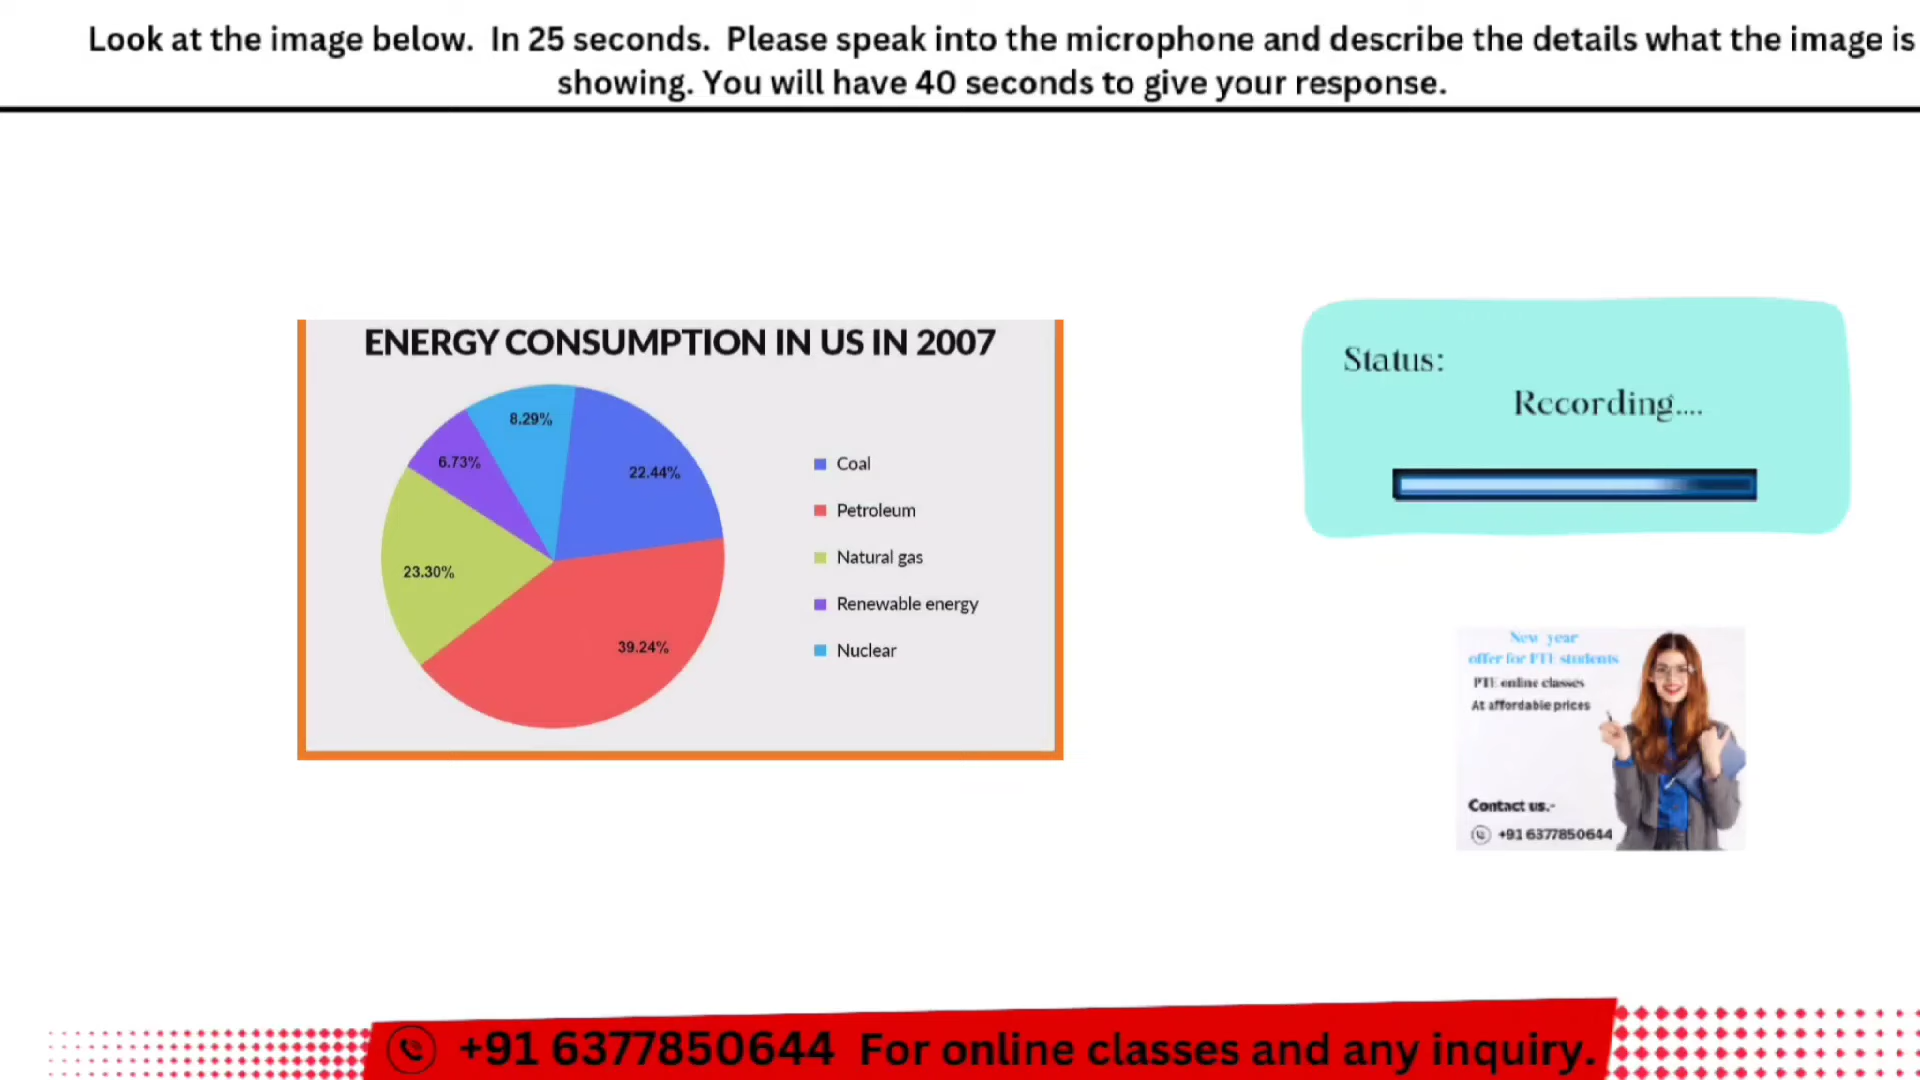 Look at the image below. In 25 seconds. Please speak into the microphone and describe the details what the image is
showing. You will have 40 seconds to give your response.
ENERGY CONSUMPTION IN US IN 2007
8.29%
22.44%
6.73%
23.30%
39.24%
Coal
Petroleum
Natural gas
Renewable energy
Nuclear
Status:
Recording....
New year
offer for PTE students
PTE online classes
At affordable prices
Contact us.-
+91 6377850644
+91 6377850644 For online classes and any inquiry.